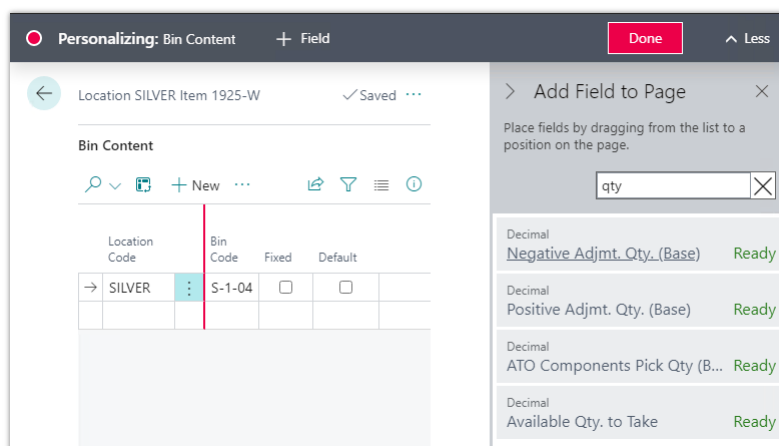 Personalizing: Bin Content
+ Field
Done
Less
Location SILVER Item 1925-W
Saved
Bin Content
New
Location
Code
Bin
Code
Fixed
Default
SILVER
S-1-04
Add Field to Page
Place fields by dragging from the list to a
position on the page.
qty
Decimal
Negative Adjmt. Qty. (Base)
Ready
Decimal
Positive Adjmt. Qty. (Base)
Ready
Decimal
ATO Components Pick Qty (B...
Ready
Decimal
Available Qty. to Take
Ready